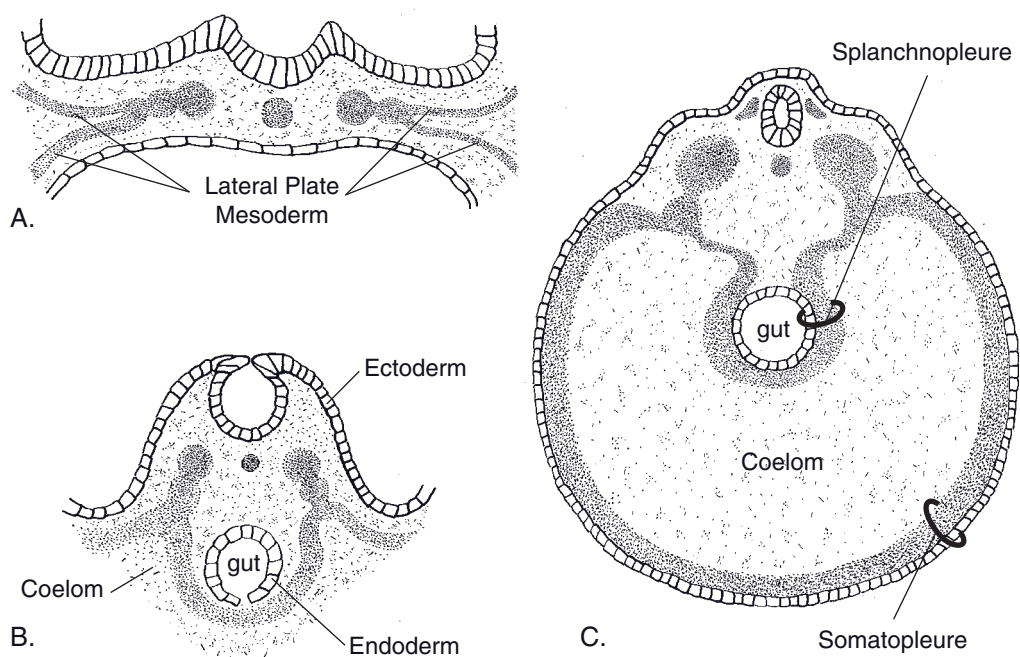 Lateral Plate
Mesoderm
A.
Ectoderm
gut
Coelom
Endoderm
B.
Splanchnopleure
gut
Coelom
Somatopleure
C.